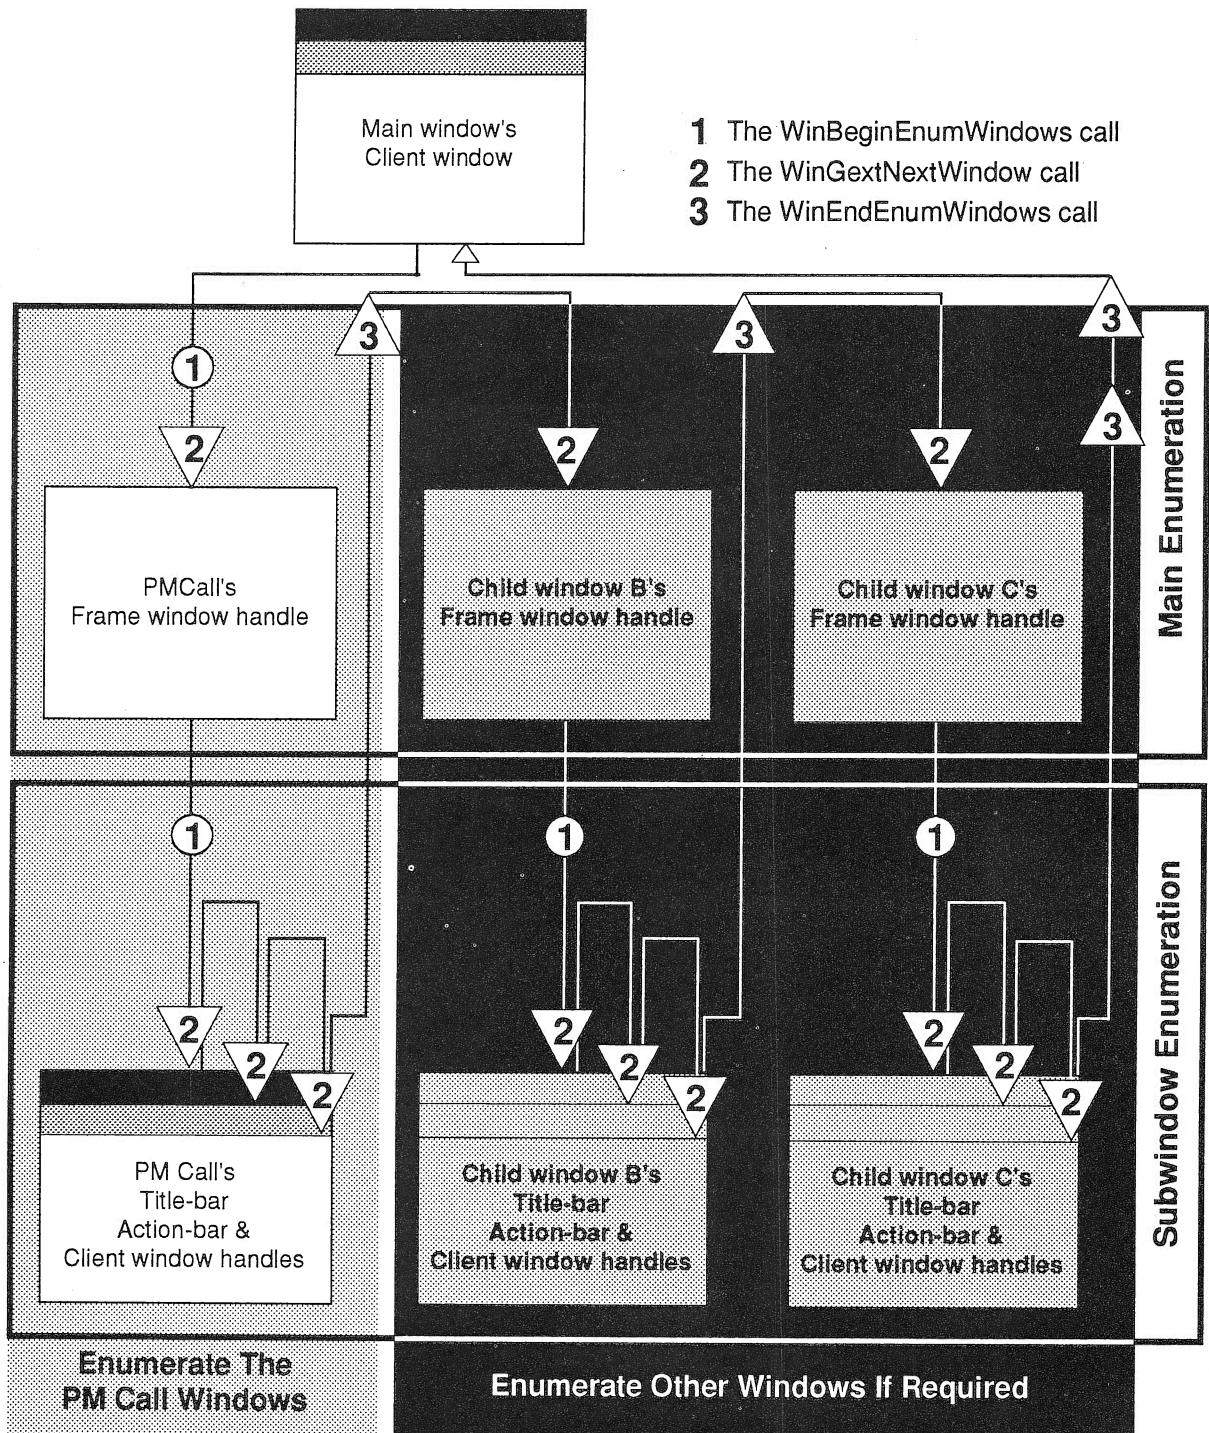 Main window's
Client window
1 The WinBeginEnumWindows call
2 The WinGextNextWindow call
3 The WinEndEnumWindows call
3
3
3
1
3
2
2
2
PMCall's
Frame window handle
Child window B's
Frame window handle
Child window C's
Frame window handle
Main Enumeration
1
1
1
2
2
2
2
2
2
2
2
2
PM Call's
Title-bar
Action-bar &
Client window handles
Child window B's
Title-bar
Action-bar &
Client window handles
Child window C's
Title-bar
Action-bar &
Client window handles
Subwindow Enumeration
Enumerate The
PM Call Windows
Enumerate Other Windows If Required